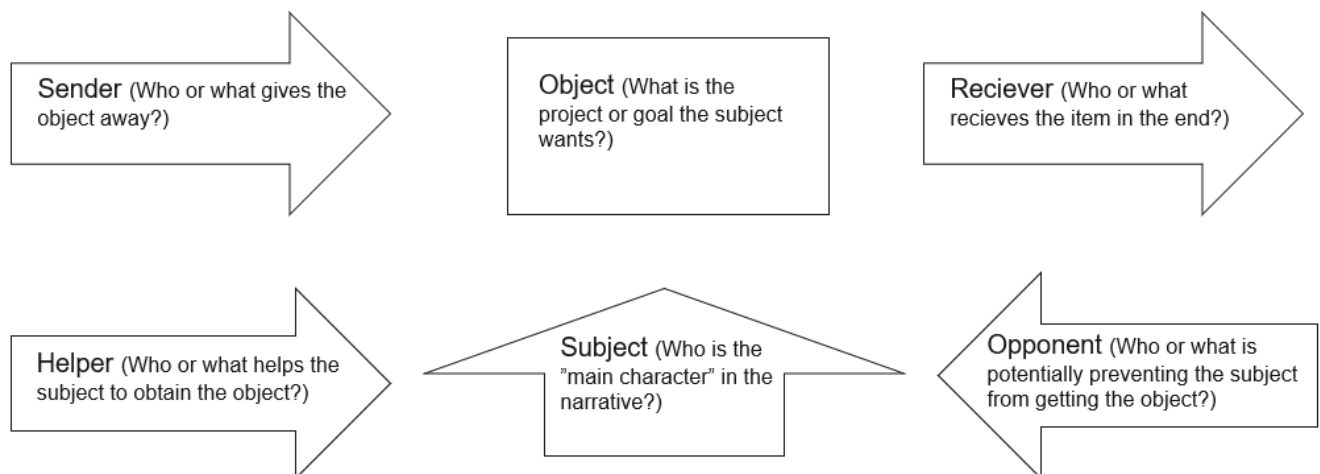 Sender (Who or what gives the
object away?)
Object (What is the
project or goal the subject
wants?)
Reciever (Who or what
recieves the item in the end?)
Helper (Who or what helps the
subject to obtain the object?)
Subject (Who is the
”main character” in the
narrative?)
Opponent (Who or what is
potentially preventing the subject
from getting the object?)